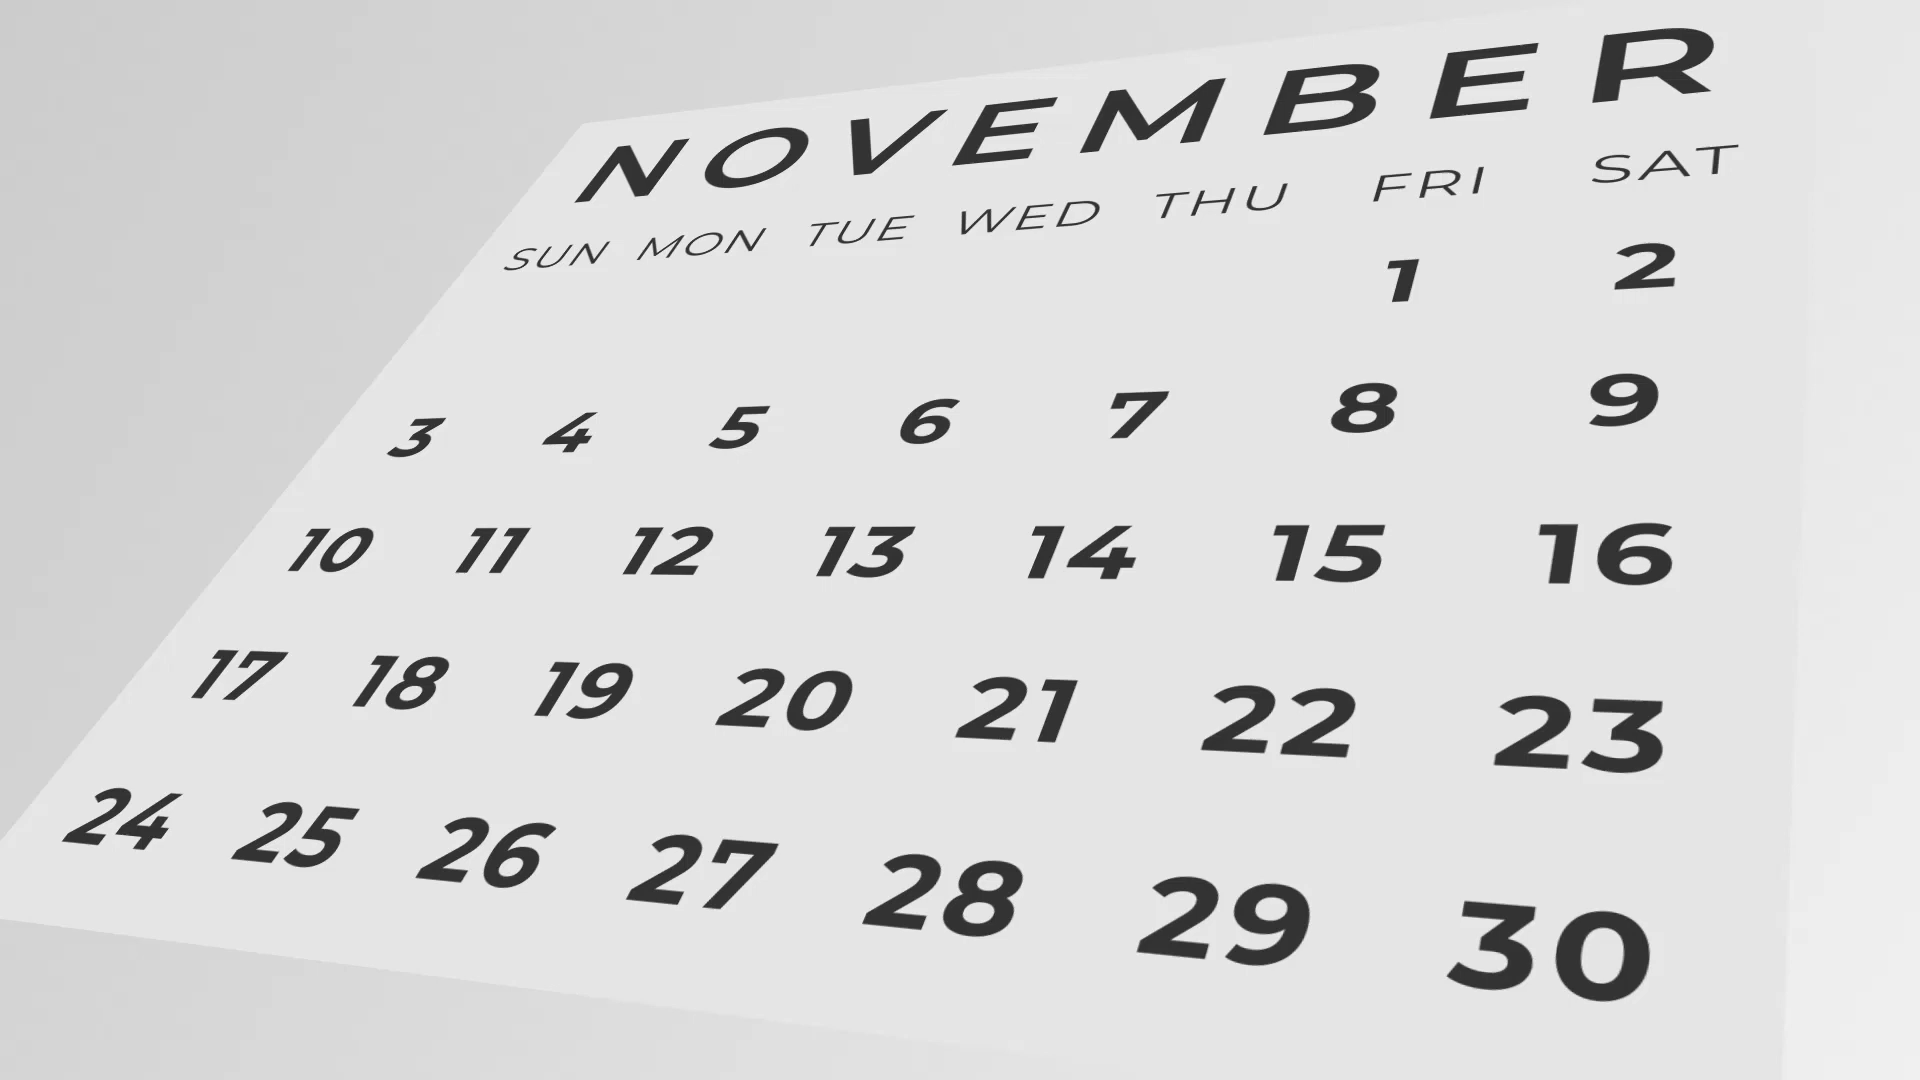 NOVEMBER
SUN MON TUE WED THU FRI SAT
1 2
3 4 5 6 7 8 9
10 11 12 13 14 15 16
17 18 19 20 21 22 23
24 25 26 27 28 29 30